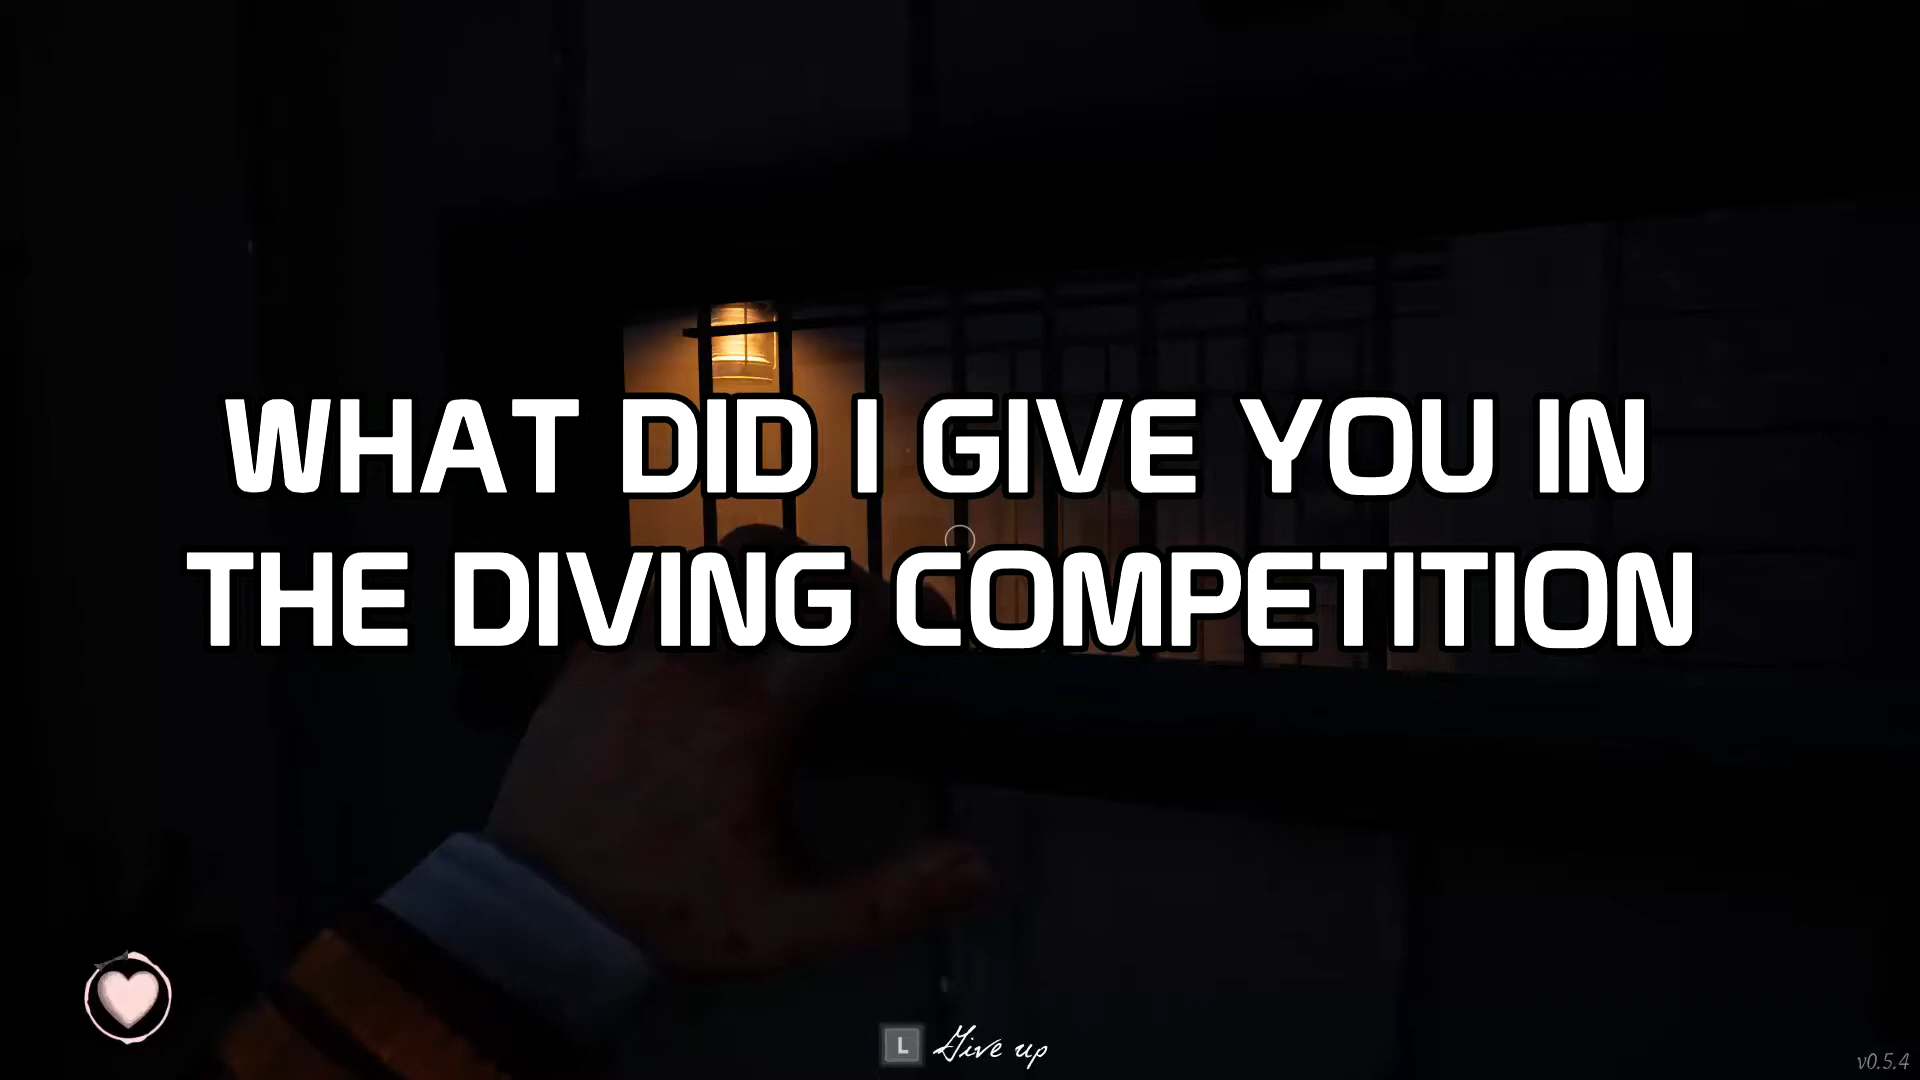 WHAT DID I GIVE YOU IN
THE DIVING COMPETITION
L Give up
v0.5.4